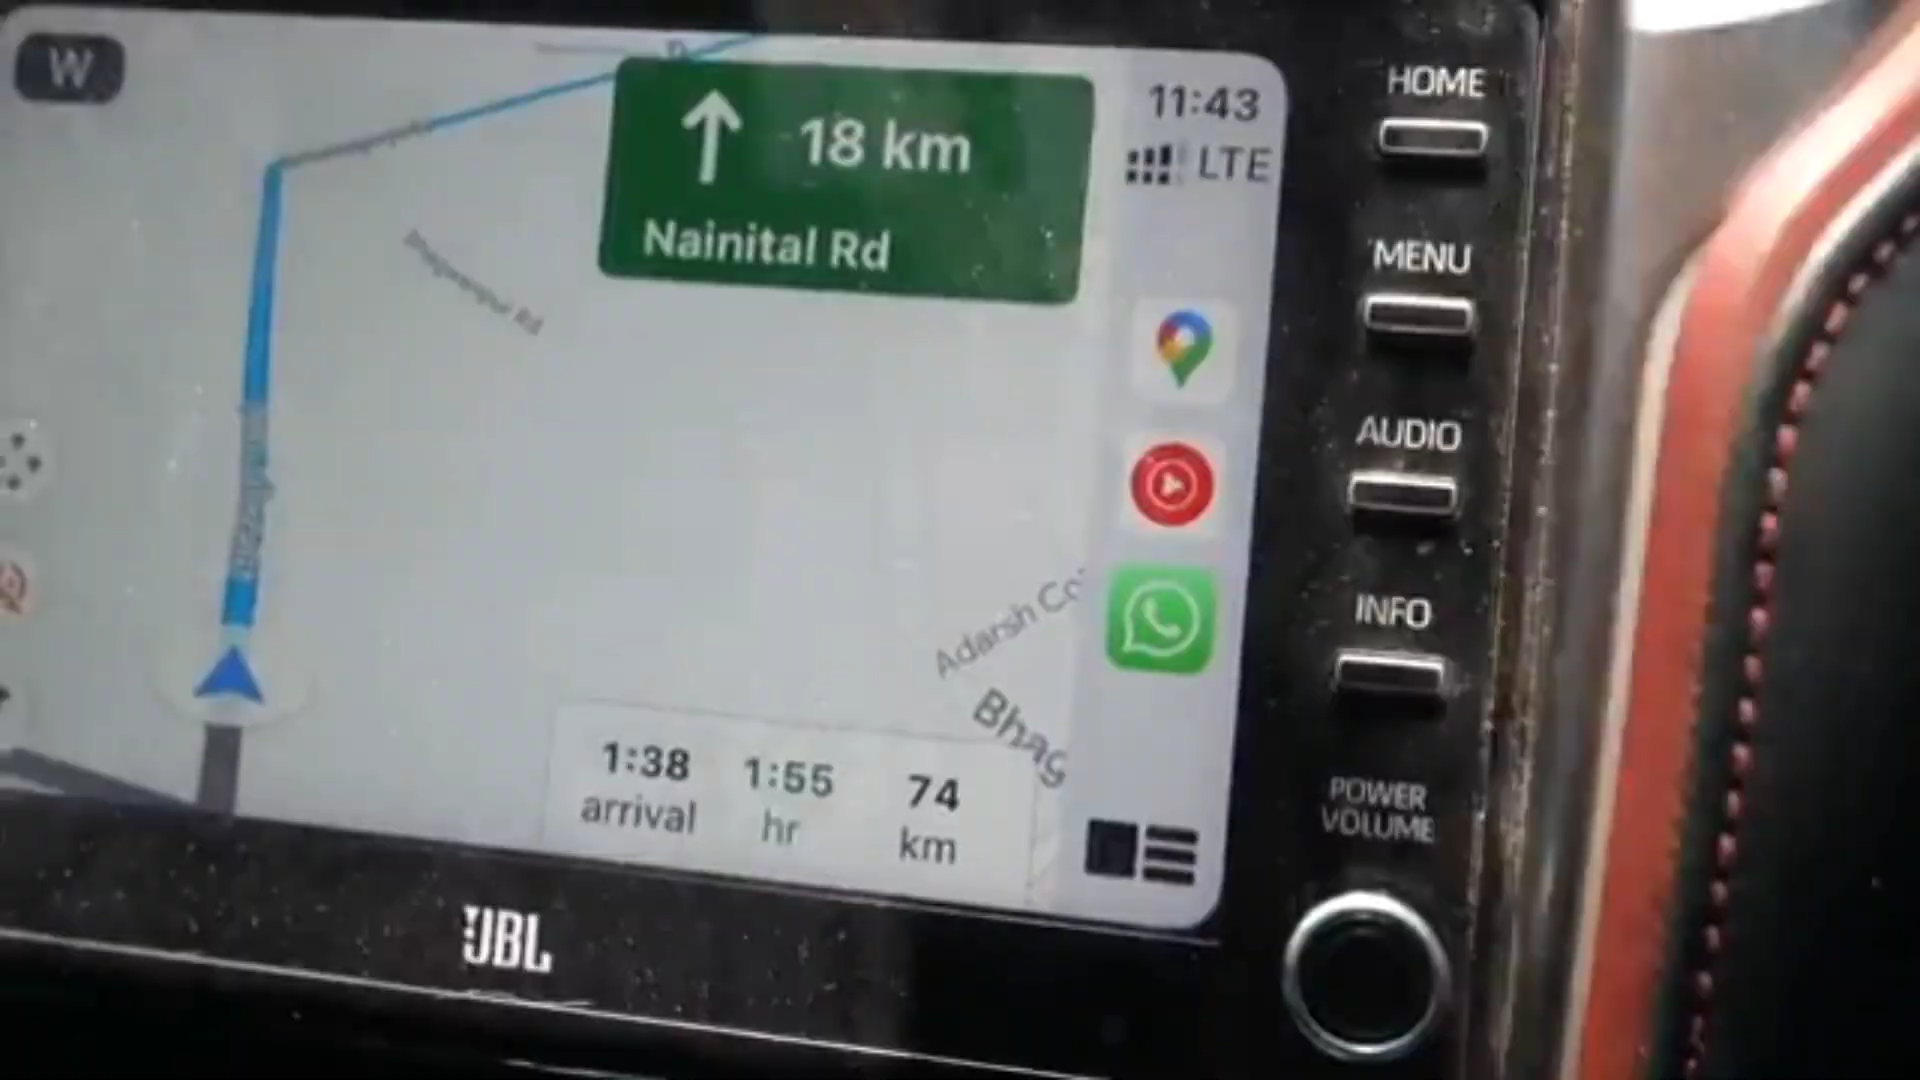 W
18 km
Nainital Rd
11:43
LTE
HOME
MENU
AUDIO
INFO
POWER
VOLUME
Adarsh Co
Bhag
1:38
arrival
1:55
hr
74
km
JBL